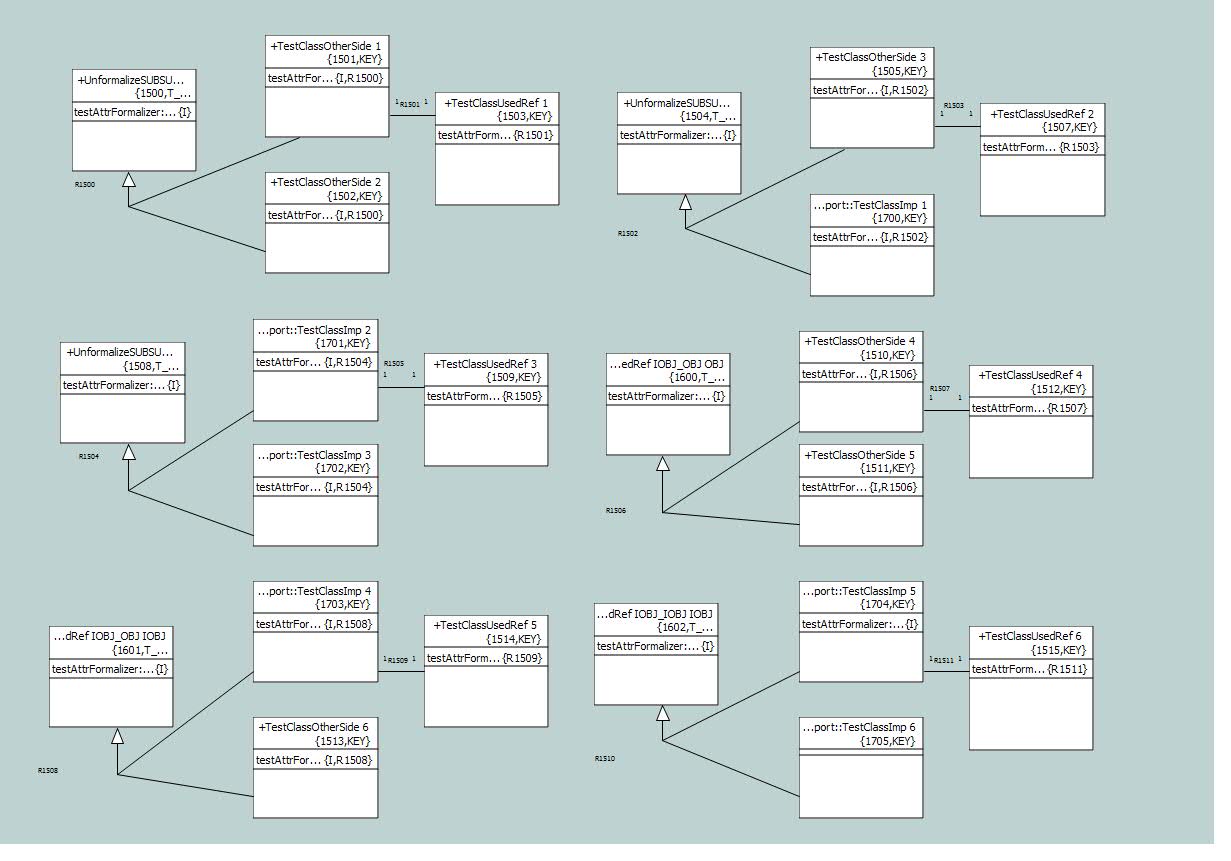 +UnformalizeSUBSU...
{1500,T_...
testAttrFormalizer:... {I}
R1500
+TestClassOtherSide 1
{1501,KEY}
testAttrFor... {I,R1500}
1 R1501 1
+TestClassUsedRef 1
{1503,KEY}
testAttrForm... {R1501}
+TestClassOtherSide 2
{1502,KEY}
testAttrFor... {I,R1500}
+UnformalizeSUBSU...
{1504,T_...
testAttrFormalizer:...{I}
R1502
+TestClassOtherSide 3
{1505,KEY}
testAttrFor... {I,R1502}
R1503
1 1
+TestClassUsedRef 2
{1507,KEY}
testAttrForm... {R1503}
...port::TestClassImp 1
{1700,KEY}
testAttrFor... {I,R1502}
+UnformalizeSUBSU...
{1508,T_...
testAttrFormalizer:...{I}
R1504
...port::TestClassImp 2
{1701,KEY}
testAttrFor... {I,R1504}
R1505
1 1
+TestClassUsedRef 3
{1509,KEY}
testAttrForm... {R1505}
...port::TestClassImp 3
{1702,KEY}
testAttrFor... {I,R1504}
...edRef IOBJ_OBJ OBJ
{1600,T_...
testAttrFormalizer:...{I}
R1506
+TestClassOtherSide 4
{1510,KEY}
testAttrFor... {I,R1506}
R1507
1 1
+TestClassUsedRef 4
{1512,KEY}
testAttrForm... {R1507}
+TestClassOtherSide 5
{1511,KEY}
testAttrFor... {I,R1506}
...dRef IOBJ_OBJ IOBJ
{1601,T_...
testAttrFormalizer:...{I}
R1508
...port::TestClassImp 4
{1703,KEY}
testAttrFor... {I,R1508}
1 R1509 1
+TestClassUsedRef 5
{1514,KEY}
testAttrForm... {R1509}
+TestClassOtherSide 6
{1513,KEY}
testAttrFor... {I,R1508}
...dRef IOBJ_IOBJ IOBJ
{1602,T_...
testAttrFormalizer:...{I}
R1510
...port::TestClassImp 5
{1704,KEY}
testAttrFormalizer:... {I}
1 R1511 1
+TestClassUsedRef 6
{1515,KEY}
testAttrForm... {R1511}
...port::TestClassImp 6
{1705,KEY}